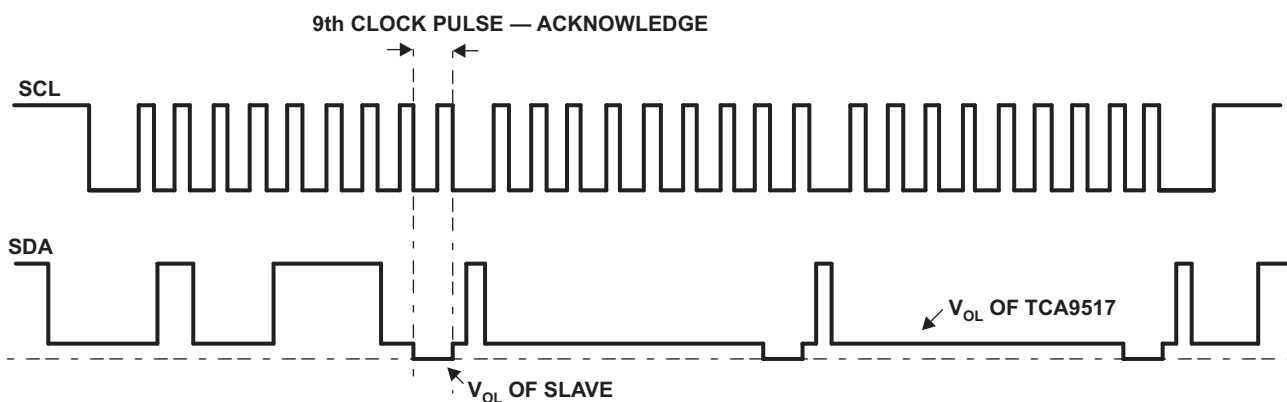 9th CLOCK PULSE — ACKNOWLEDGE
SCL
SDA
VOL OF TCA9517
VOL OF SLAVE